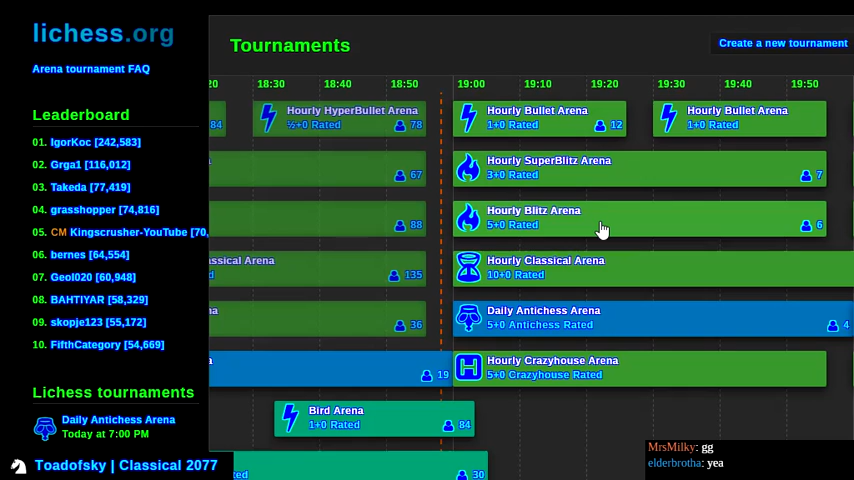 lichess.org
Arena tournament FAQ
Leaderboard
01. IgorKoc [242,583]
02. Grga1 [116,012]
03. Takeda [77,419]
04. grasshopper [74,816]
05. CM Kingscrusher-YouTube [70,
06. bernes [64,554]
07. Geol020 [60,948]
08. BAHTIYAR [58,329]
09. skopje123 [55,172]
10. FifthCategory [54,669]
Lichess tournaments
Daily Antichess Arena
Today at 7:00 PM
Toadofsky | Classical 2077
Tournaments
Create a new tournament
20 18:30 18:40 18:50 19:00 19:10 19:20 19:30 19:40 19:50
84
Hourly HyperBullet Arena
½+0 Rated 78
Hourly Bullet Arena
1+0 Rated 12
Hourly Bullet Arena
1+0 Rated
67
Hourly SuperBlitz Arena
3+0 Rated 7
88
Hourly Blitz Arena
5+0 Rated 6
ssical Arena
d 135
Hourly Classical Arena
10+0 Rated
na
36
Daily Antichess Arena
5+0 Antichess Rated 4
a
19
Hourly Crazyhouse Arena
5+0 Crazyhouse Rated
Bird Arena
1+0 Rated 84
ted 30
MrsMilky: gg
elderbrotha: yea